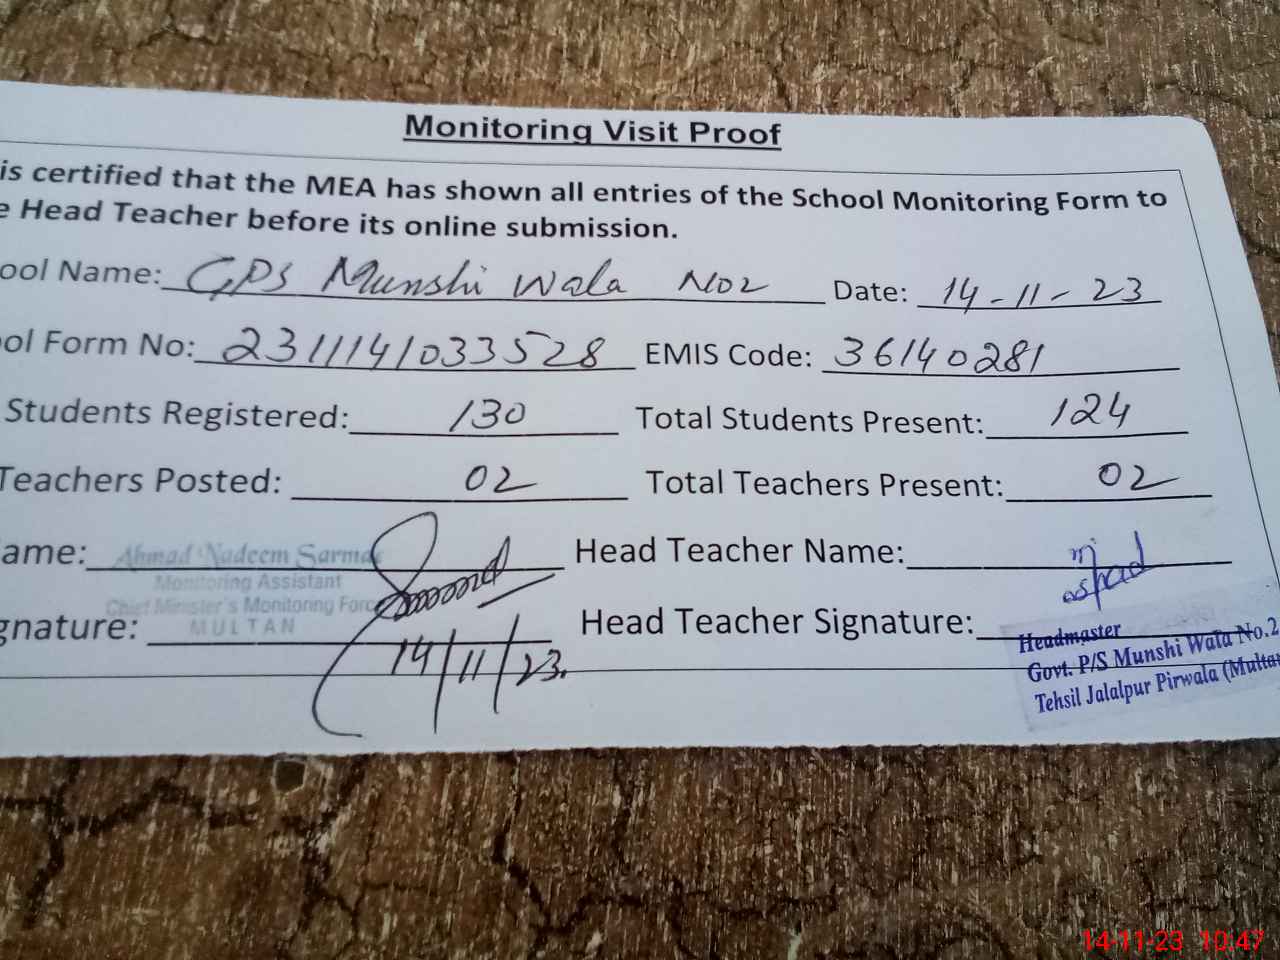 Monitoring Visit Proof
is certified that the MEA has shown all entries of the School Monitoring Form to
e Head Teacher before its online submission.
ool Name: GPS Munshi Wala No2 Date: 14-11-23
ol Form No: 2311141033528 EMIS Code: 36140281
Students Registered: 130 Total Students Present: 124
Teachers Posted: 02 Total Teachers Present: 02
ame: Ahmad Nadeem Sarmad Head Teacher Name:
Monitoring Assistant
Chief Minister's Monitoring Force
MULTAN
gnature: Head Teacher Signature:
14/11/23.
Headmaster
Govt. P/S Munshi Wala No.2
Tehsil Jalalpur Pirwala (Multan
14-11-23 10:47